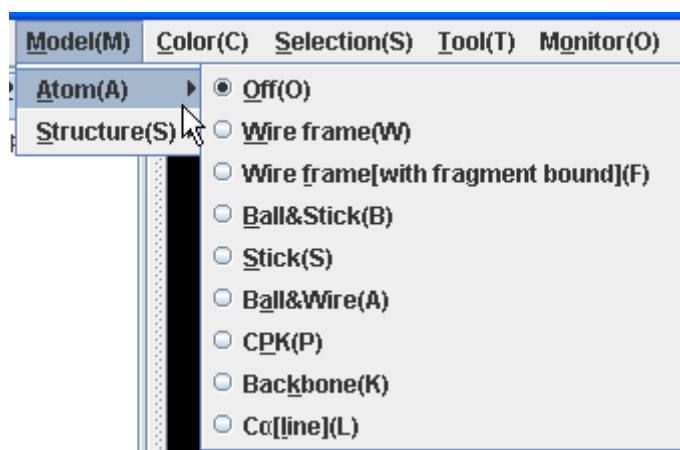 Model(M) Color(C) Selection(S) Tool(T) Monitor(O)
Atom(A)
Structure(S)
Off(O)
Wire frame(W)
Wire frame[with fragment bound](F)
Ball&Stick(B)
Stick(S)
Ball&Wire(A)
CPK(P)
Backbone(K)
Cα[line](L)